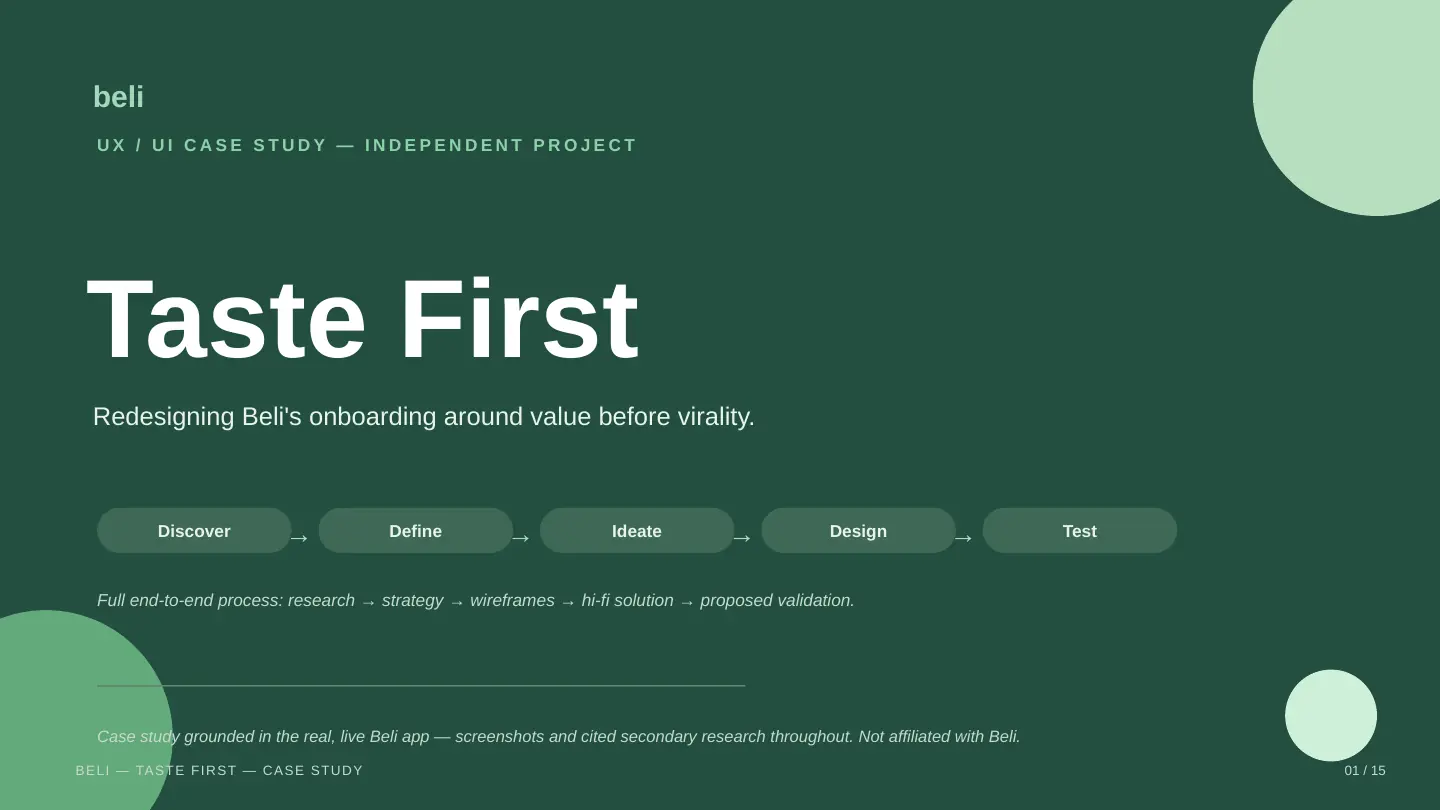 beli
UX / UI CASE STUDY — INDEPENDENT PROJECT
Taste First
Redesigning Beli's onboarding around value before virality.
Discover → Define → Ideate → Design → Test
Full end-to-end process: research → strategy → wireframes → hi-fi solution → proposed validation.
Case study grounded in the real, live Beli app — screenshots and cited secondary research throughout. Not affiliated with Beli.
BELI — TASTE FIRST — CASE STUDY
01 / 15